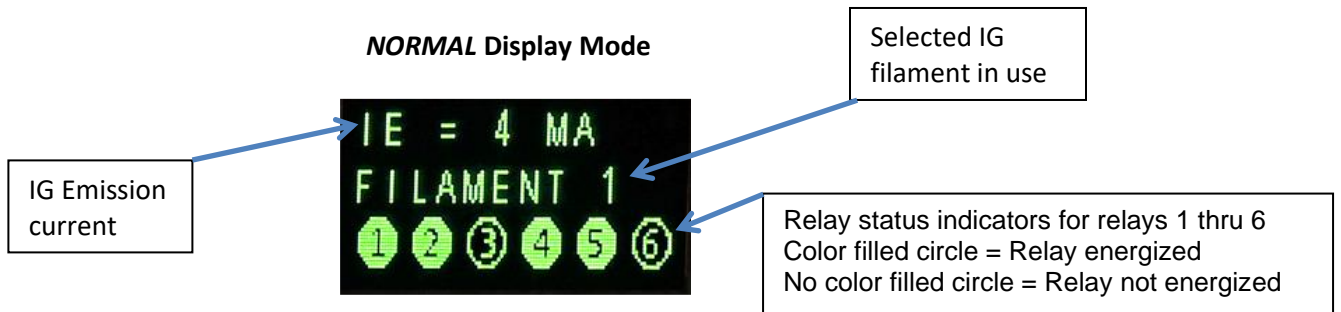 NORMAL Display Mode
Selected IG
filament in use
IE = 4 MA
FILAMENT 1
1 2 3 4 5 6
IG Emission
current
Relay status indicators for relays 1 thru 6
Color filled circle = Relay energized
No color filled circle = Relay not energized